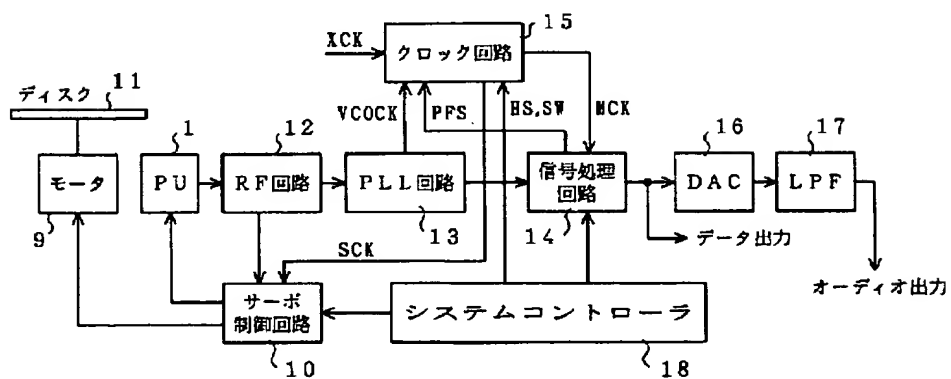 15
XCK
クロック回路
11
ディスク
VCOCK
PFS
HS,SW
MCK
12
1
16
17
モータ
PU
RF回路
PLL回路
信号処理
回路
DAC
LPF
9
13
14
データ出力
SCK
オーディオ出力
サーボ
制御回路
システムコントローラ
10
18